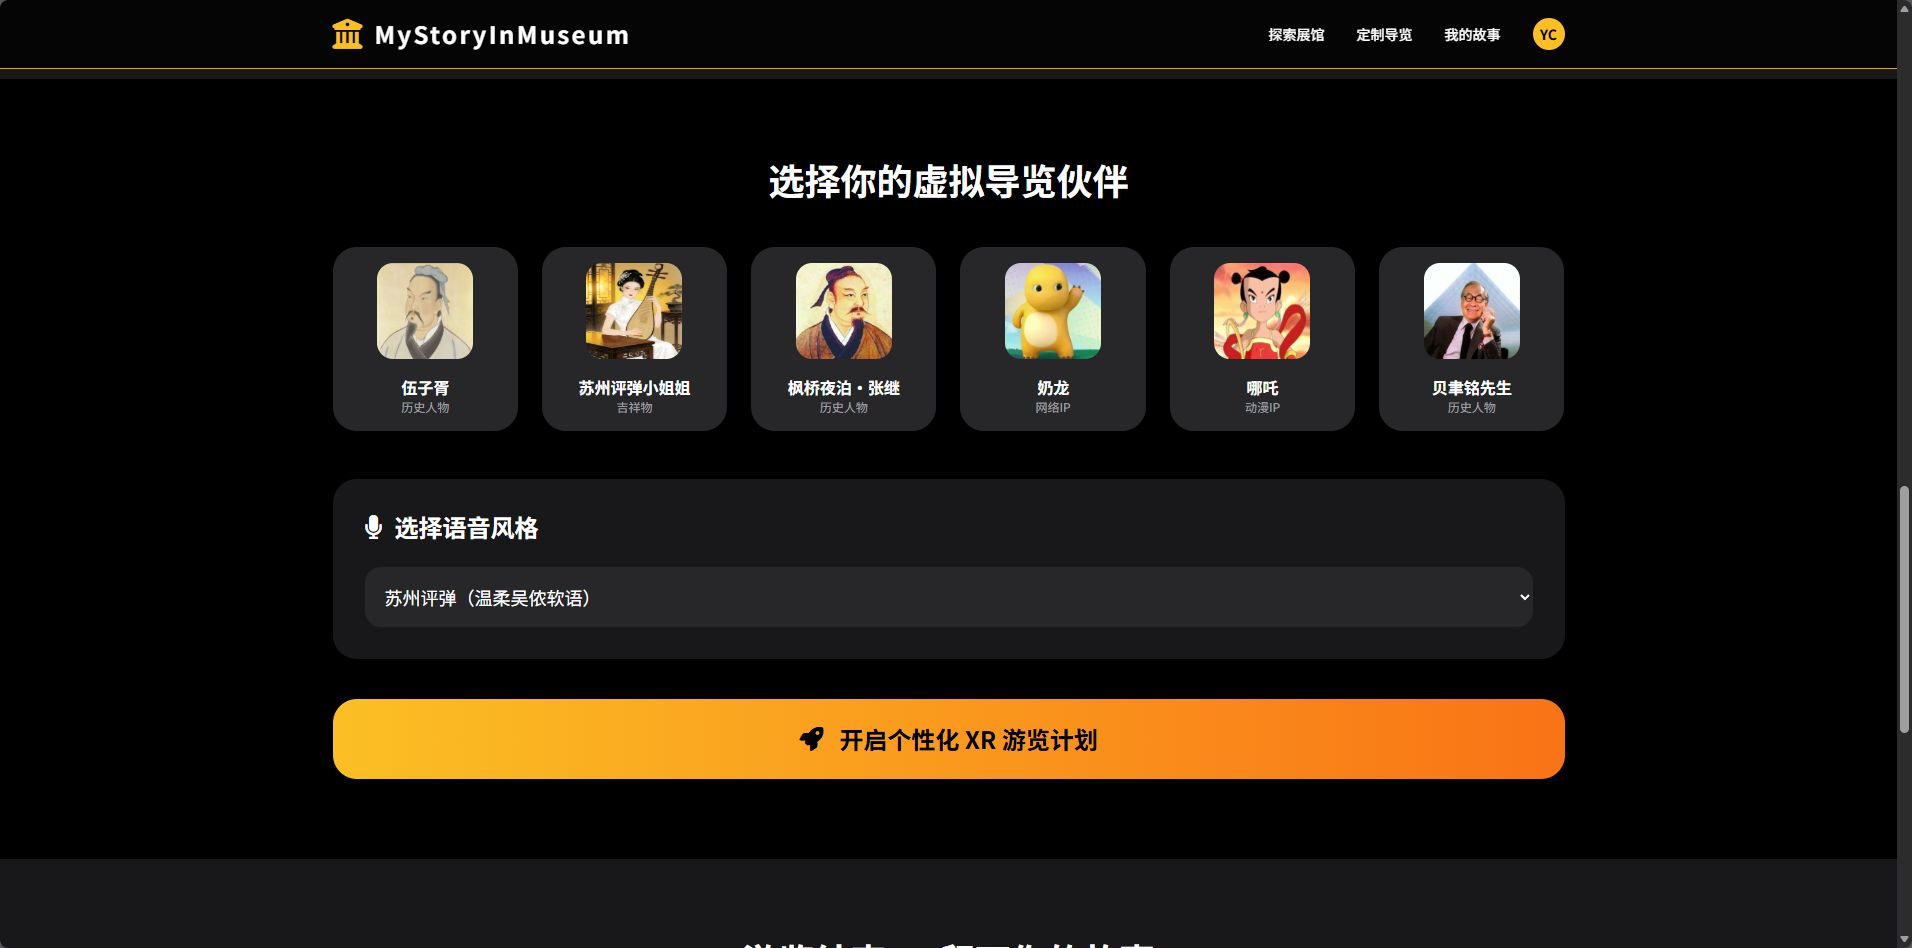 MyStoryInMuseum
探索展馆 定制导览 我的故事 YC
选择你的虚拟导览伙伴
伍子胥
历史人物
苏州评弹小姐姐
吉祥物
枫桥夜泊·张继
历史人物
奶龙
网络IP
哪吒
动漫IP
贝聿铭先生
历史人物
选择语音风格
苏州评弹（温柔吴侬软语）
开启个性化 XR 游览计划